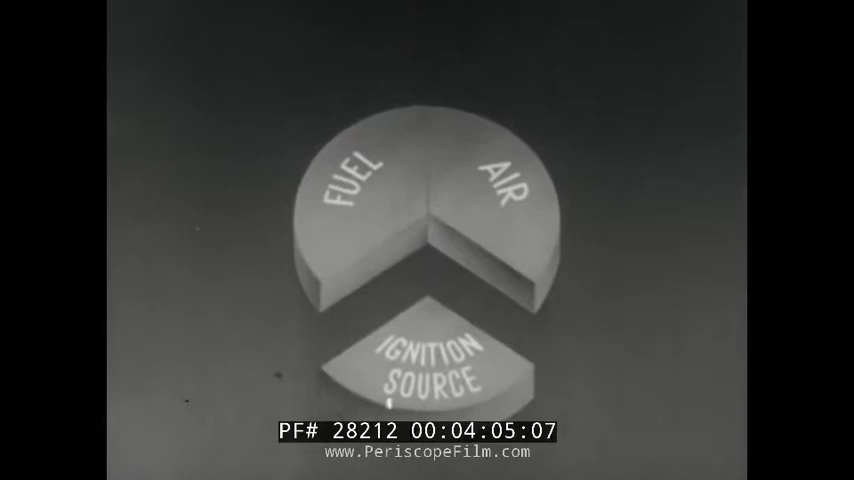 FUEL
AIR
IGNITION
SOURCE
PF# 28212 00:04:05:07
www.PeriscopeFilm.com